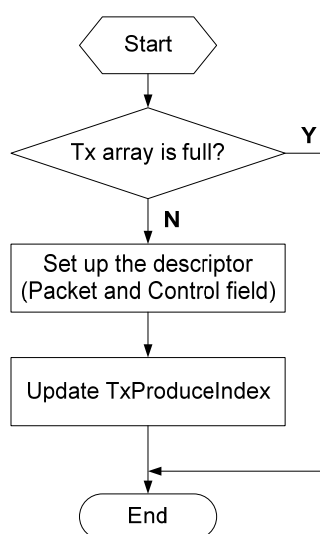 Start
Tx array is full?
Y
N
Set up the descriptor
(Packet and Control field)
Update TxProduceIndex
End